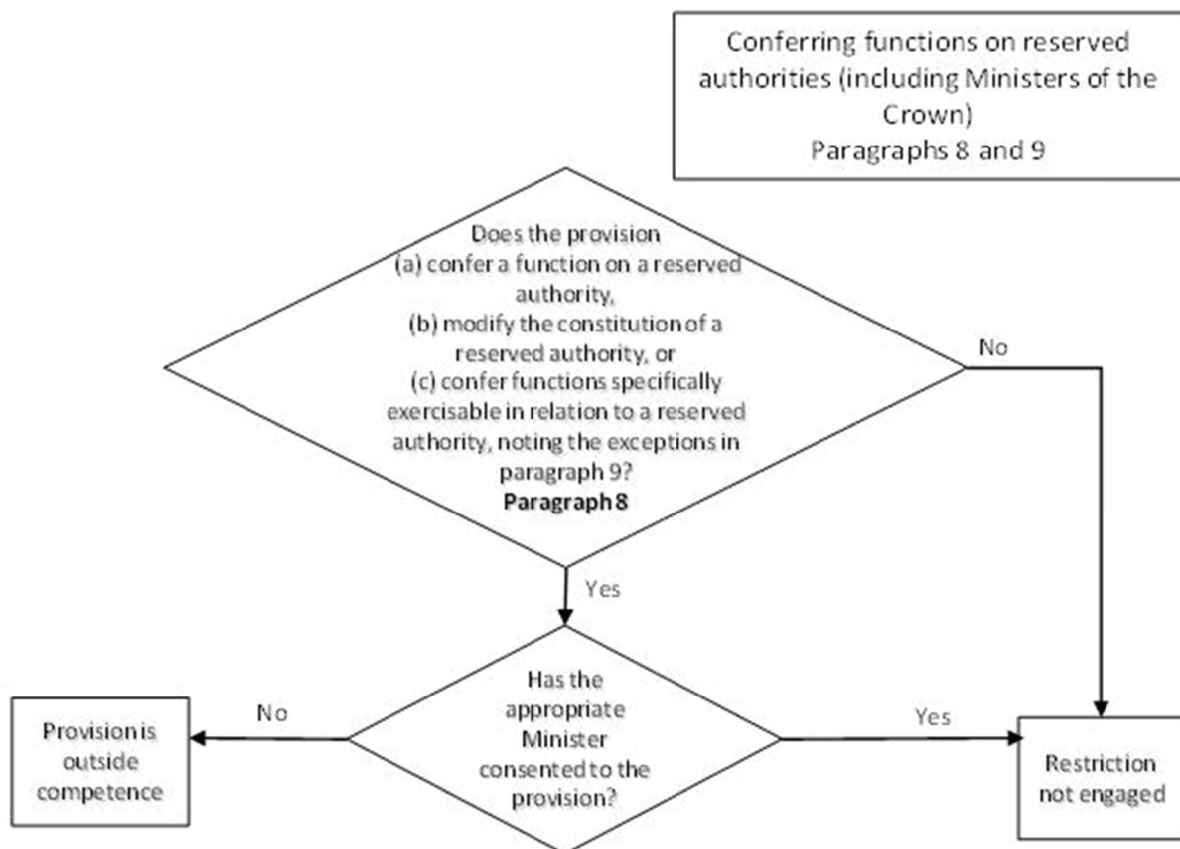 Conferring functions on reserved
authorities (including Ministers of the
Crown)
Paragraphs 8 and 9
Does the provision
(a) confer a function on a reserved
authority,
(b) modify the constitution of a
reserved authority, or
(c) confer functions specifically
exercisable in relation to a reserved
authority, noting the exceptions in
paragraph 9?
Paragraph 8
No
Yes
Has the
appropriate
Minister
consented to the
provision?
No
Yes
Provision is
outside
competence
Restriction
not engaged